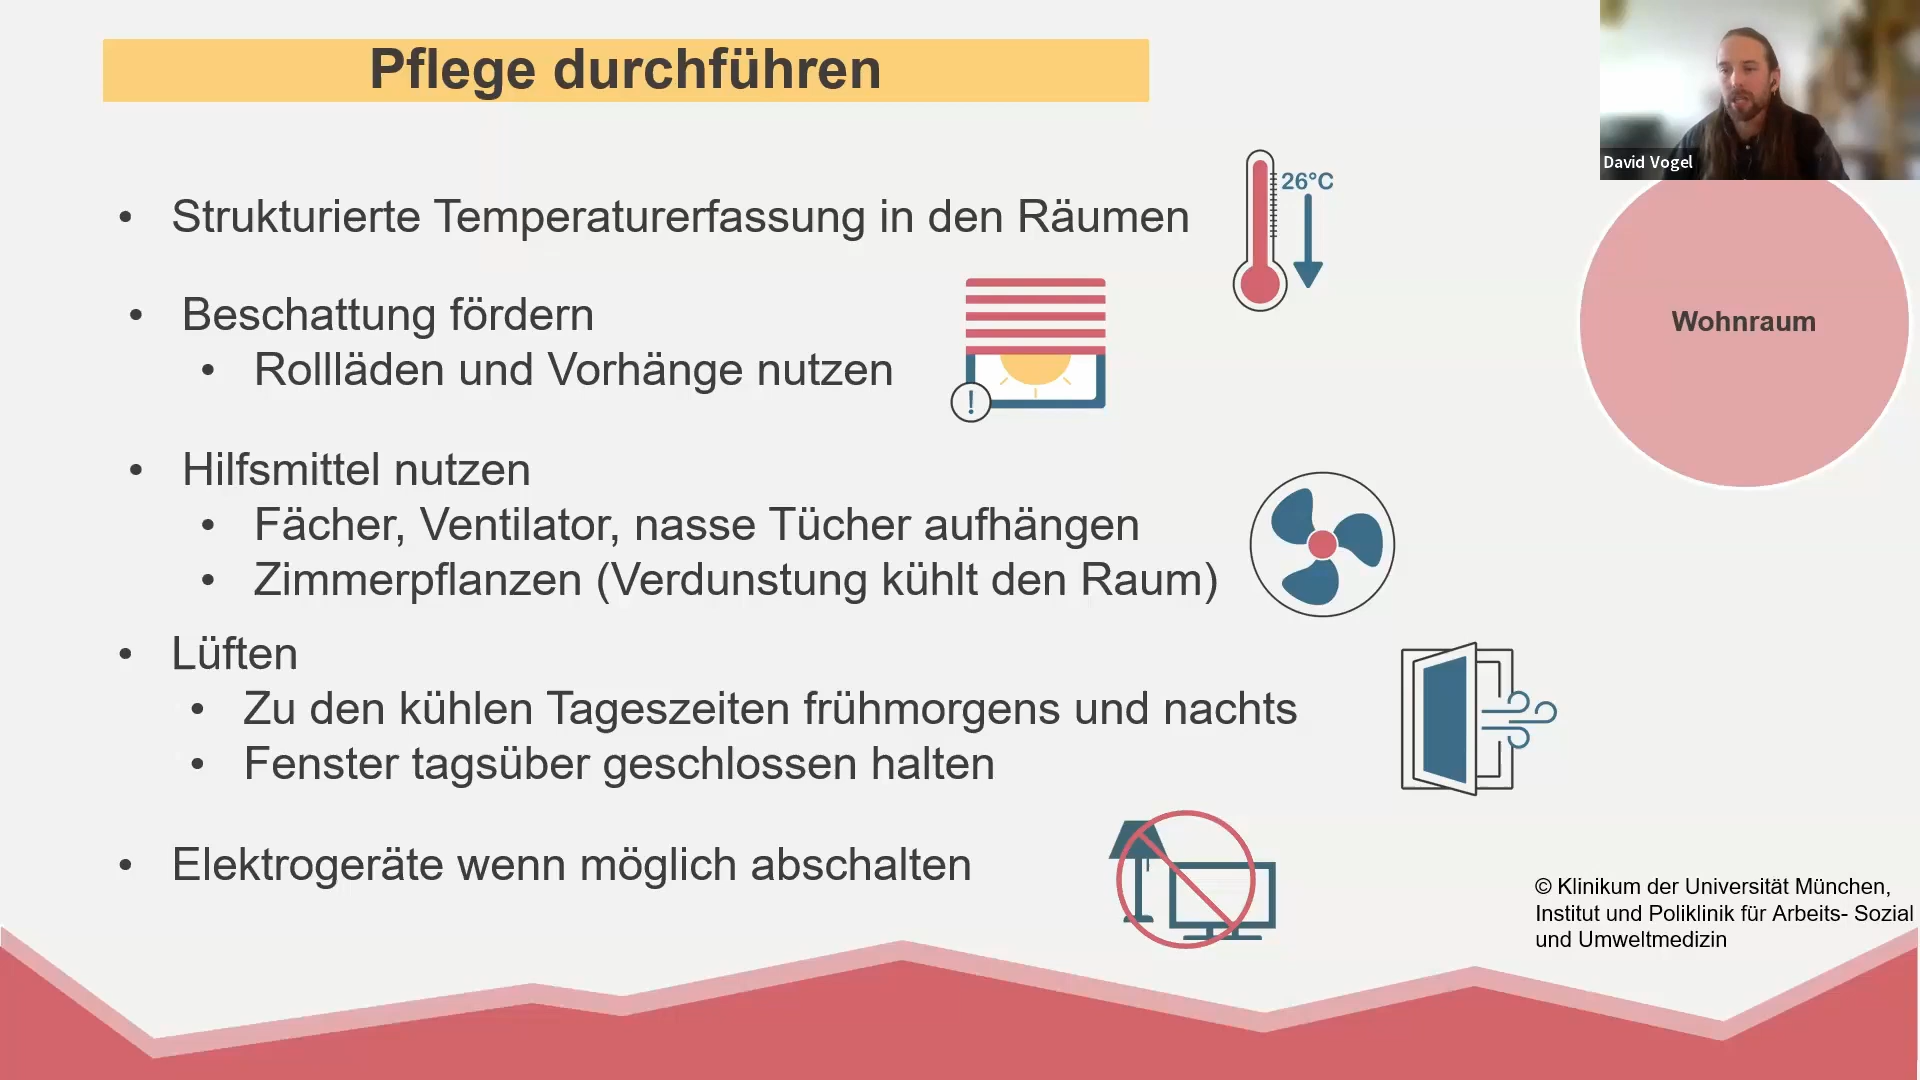 Pflege durchführen
David Vogel
26°C
• Strukturierte Temperaturerfassung in den Räumen
• Beschattung fördern
• Rollläden und Vorhänge nutzen
!
Wohnraum
• Hilfsmittel nutzen
• Fächer, Ventilator, nasse Tücher aufhängen
• Zimmerpflanzen (Verdunstung kühlt den Raum)
• Lüften
• Zu den kühlen Tageszeiten frühmorgens und nachts
• Fenster tagsüber geschlossen halten
• Elektrogeräte wenn möglich abschalten
© Klinikum der Universität München,
Institut und Poliklinik für Arbeits- Sozial
und Umweltmedizin